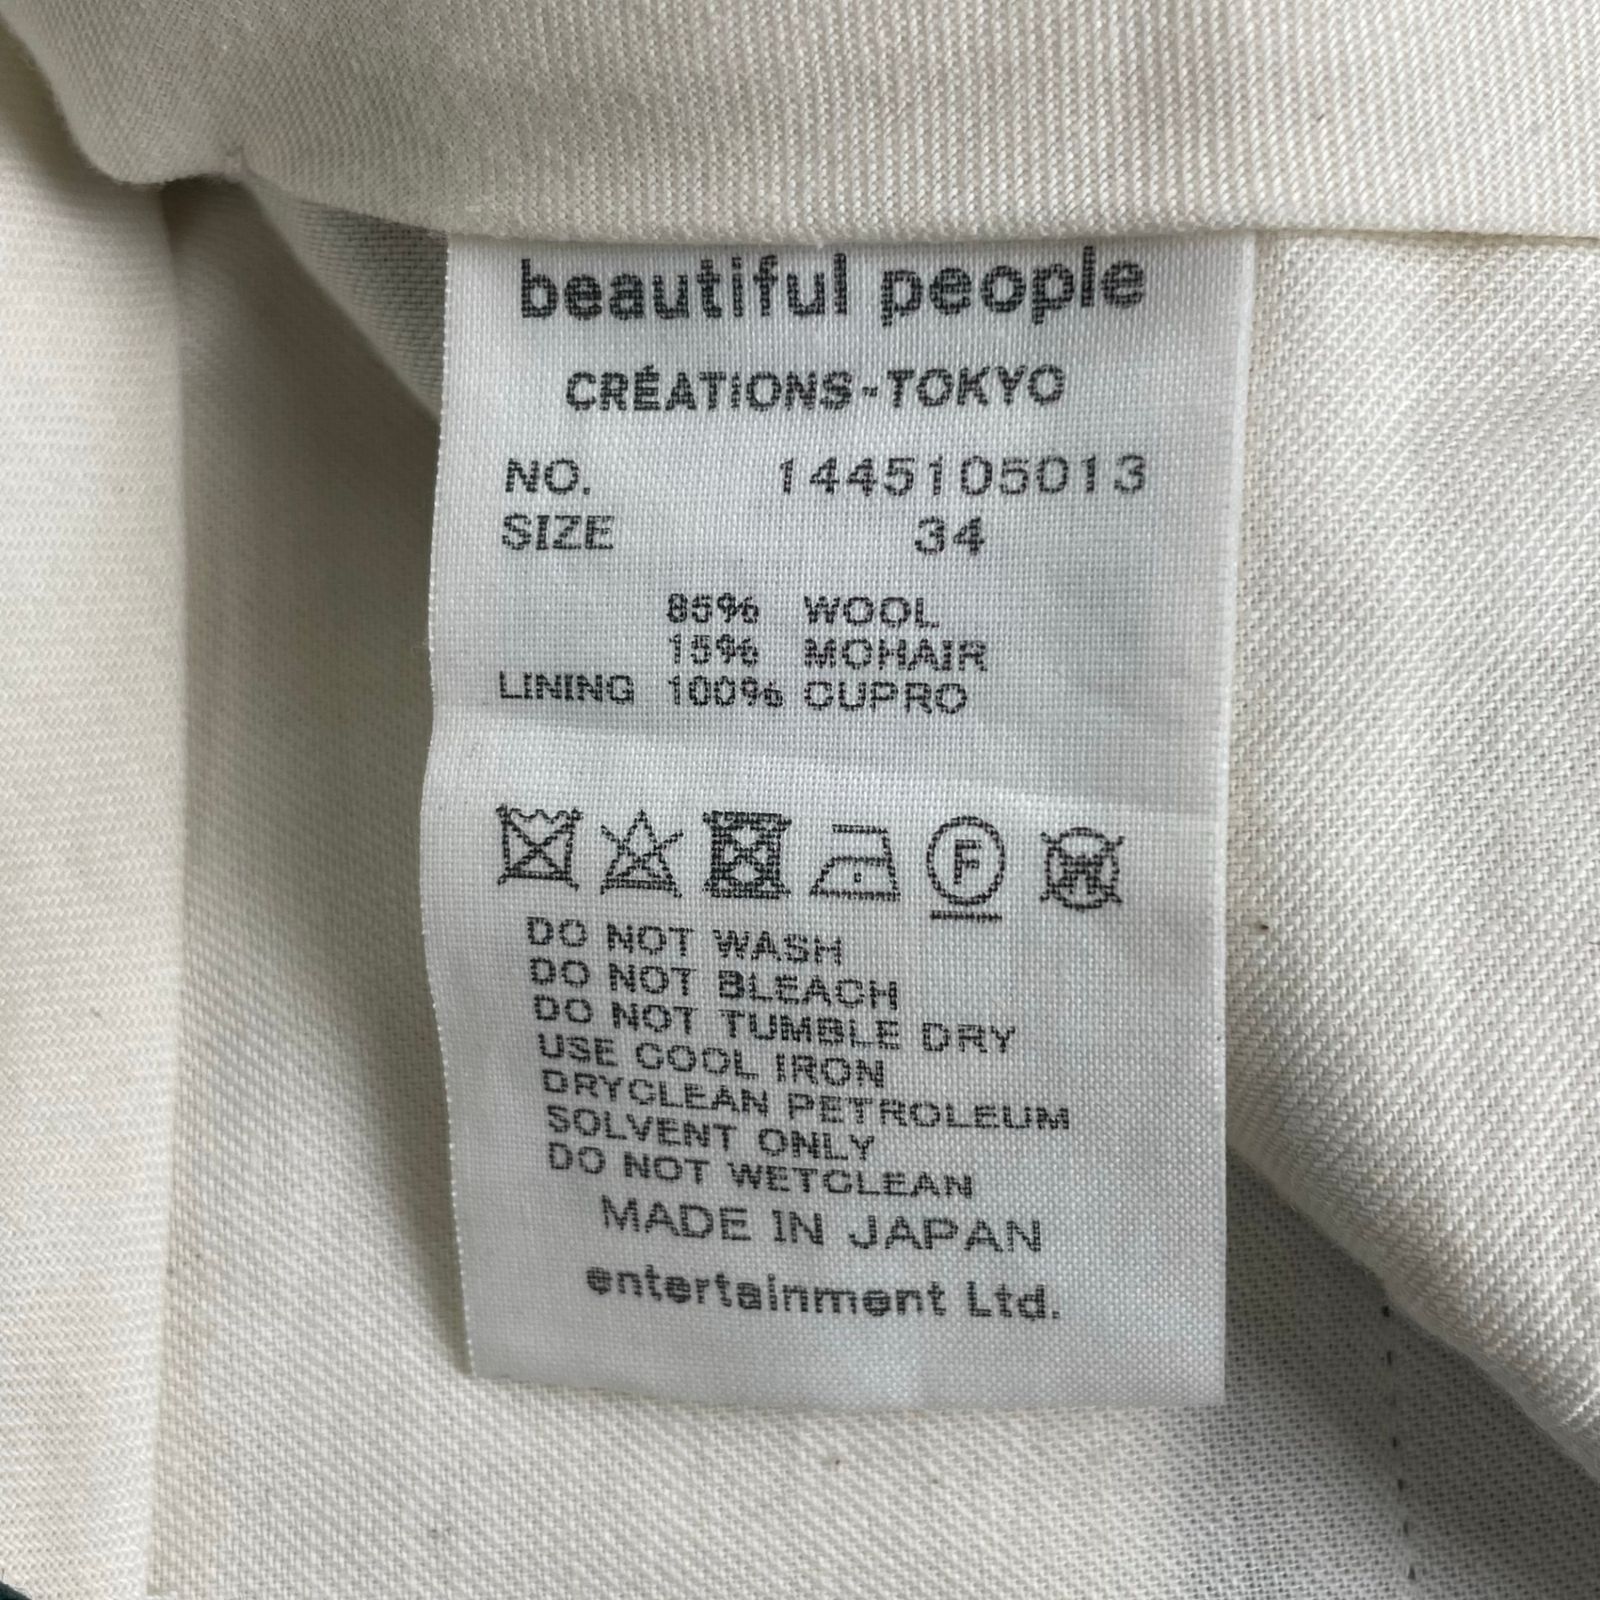 beautiful people
CRÉATIONS-TOKYO
NO. 1445105013
SIZE 34
85% WOOL
15% MOHAIR
LINING 100% CUPRO
F
W
DO NOT WASH
DO NOT BLEACH
DO NOT TUMBLE DRY
USE COOL IRON
DRYCLEAN PETROLEUM
SOLVENT ONLY
DO NOT WETCLEAN
MADE IN JAPAN
entertainment Ltd.